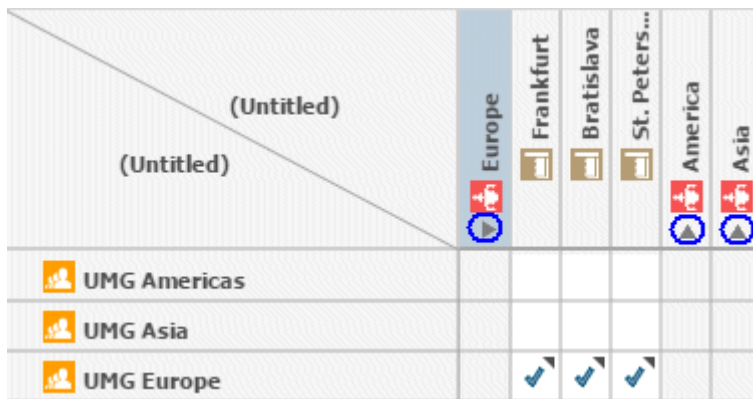 (Untitled)
(Untitled)
Europe
Frankfurt
Bratislava
St. Peters...
America
Asia
UMG Americas
UMG Asia
UMG Europe